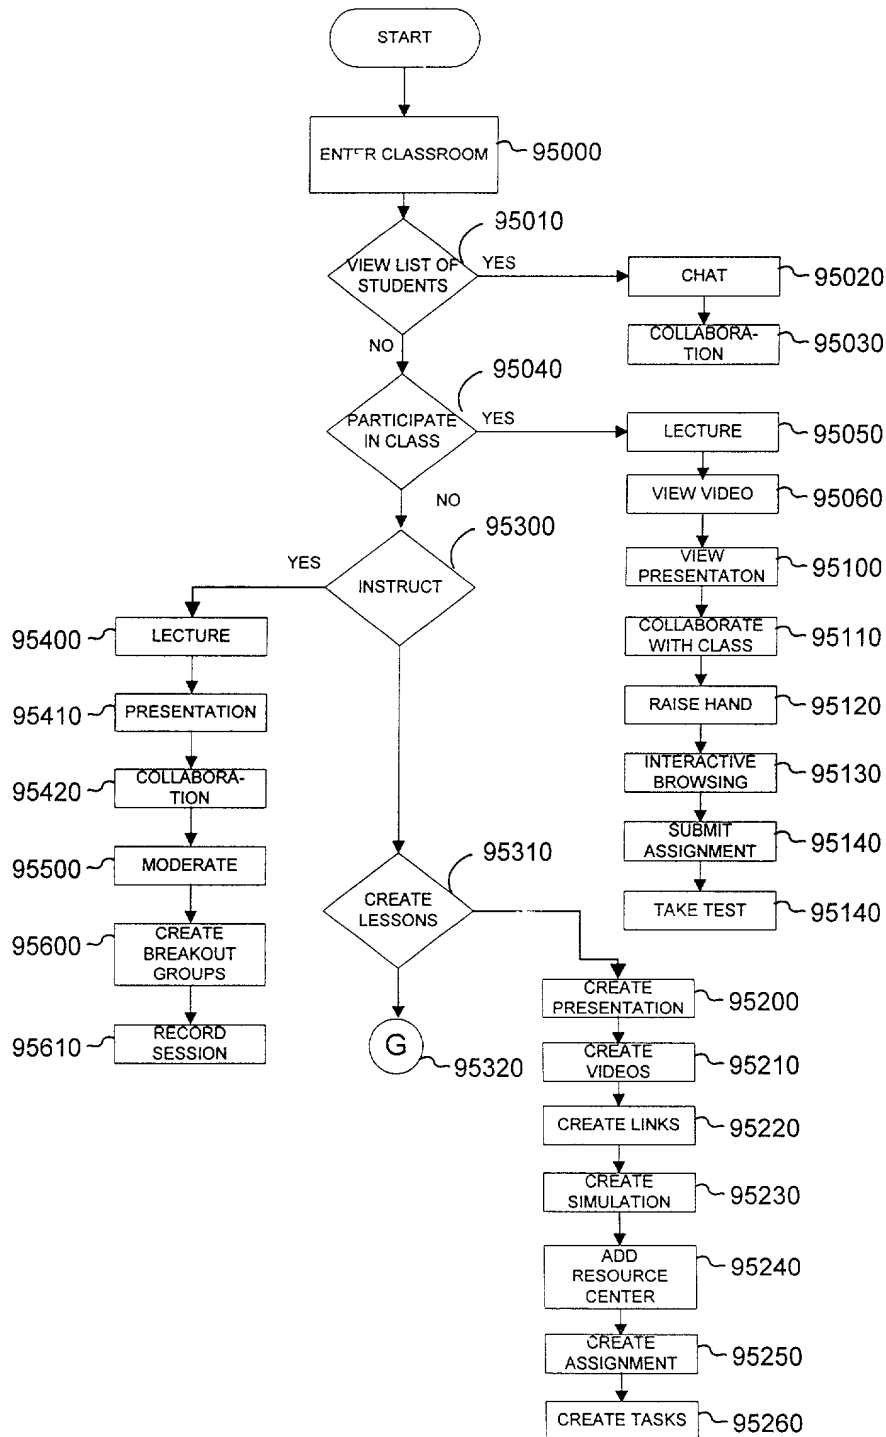 START
ENTER CLASSROOM
95000
95010
VIEW LIST OF
STUDENTS
YES
NO
CHAT
95020
COLLABORA-
TION
95030
95040
PARTICIPATE
IN CLASS
YES
NO
LECTURE
95050
VIEW VIDEO
95060
VIEW
PRESENTATON
95100
COLLABORATE
WITH CLASS
95110
RAISE HAND
95120
INTERACTIVE
BROWSING
95130
SUBMIT
ASSIGNMENT
95140
TAKE TEST
95140
95300
INSTRUCT
YES
95400
LECTURE
95410
PRESENTATION
95420
COLLABORA-
TION
95500
MODERATE
95600
CREATE
BREAKOUT
GROUPS
95610
RECORD
SESSION
95310
CREATE
LESSONS
G
95320
CREATE
PRESENTATION
95200
CREATE
VIDEOS
95210
CREATE LINKS
95220
CREATE
SIMULATION
95230
ADD
RESOURCE
CENTER
95240
CREATE
ASSIGNMENT
95250
CREATE TASKS
95260